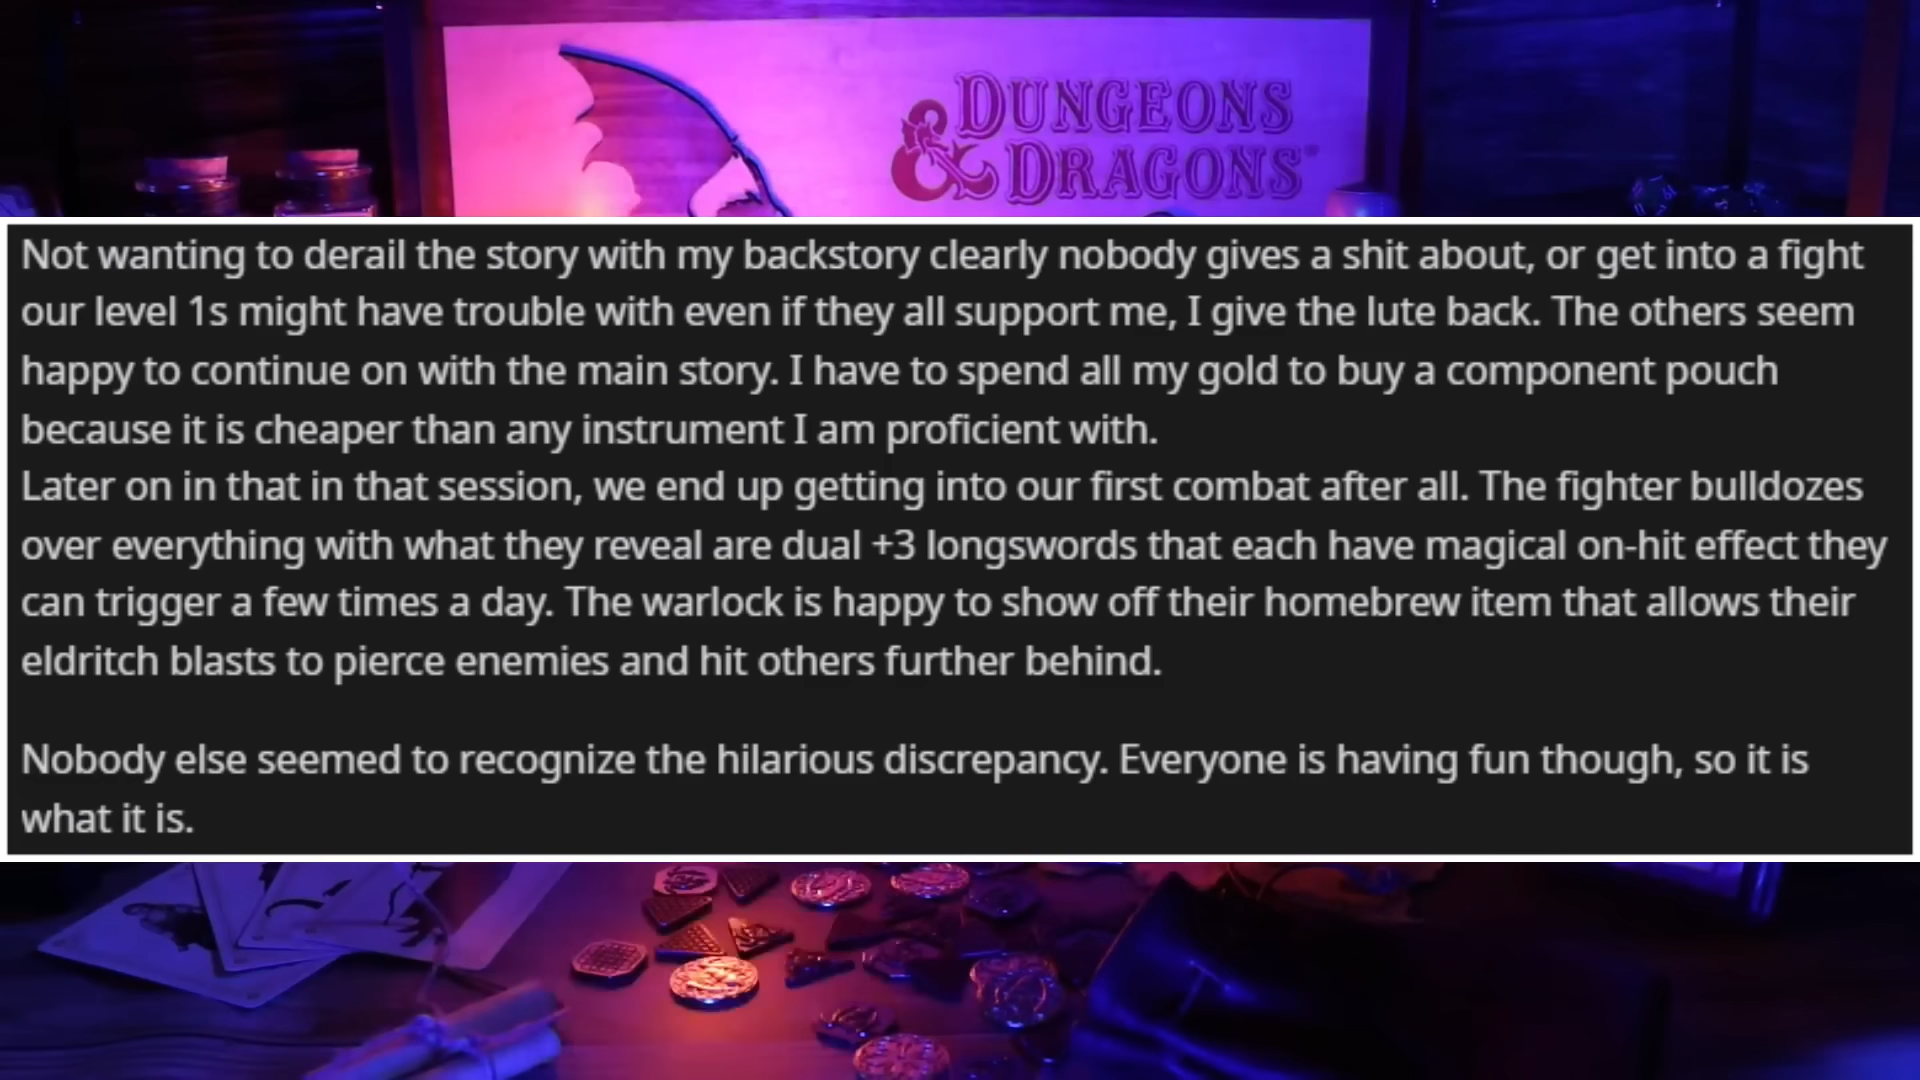 DUNGEONS
& DRAGONS
Not wanting to derail the story with my backstory clearly nobody gives a shit about, or get into a fight
our level 1s might have trouble with even if they all support me, I give the lute back. The others seem
happy to continue on with the main story. I have to spend all my gold to buy a component pouch
because it is cheaper than any instrument I am proficient with.
Later on in that in that session, we end up getting into our first combat after all. The fighter bulldozes
over everything with what they reveal are dual +3 longswords that each have magical on-hit effect they
can trigger a few times a day. The warlock is happy to show off their homebrew item that allows their
eldritch blasts to pierce enemies and hit others further behind.
Nobody else seemed to recognize the hilarious discrepancy. Everyone is having fun though, so it is
what it is.